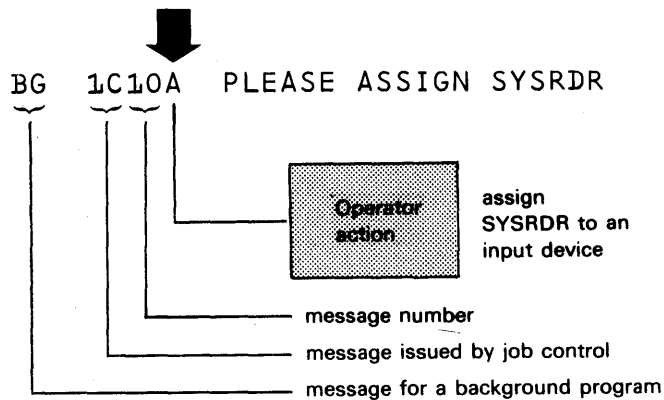 BG 1C10A PLEASE ASSIGN SYSRDR
Operator
action
assign
SYSRDR to an
input device
message number
message issued by job control
message for a background program